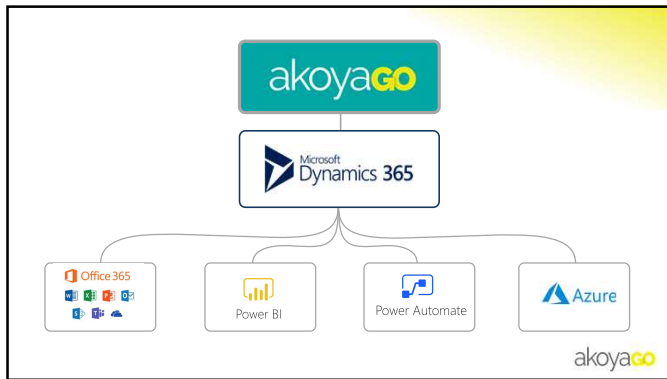 akoyaGO
Microsoft
Dynamics 365
Office 365
W X P O
S T
Power BI
Power Automate
Azure
akoyaGO